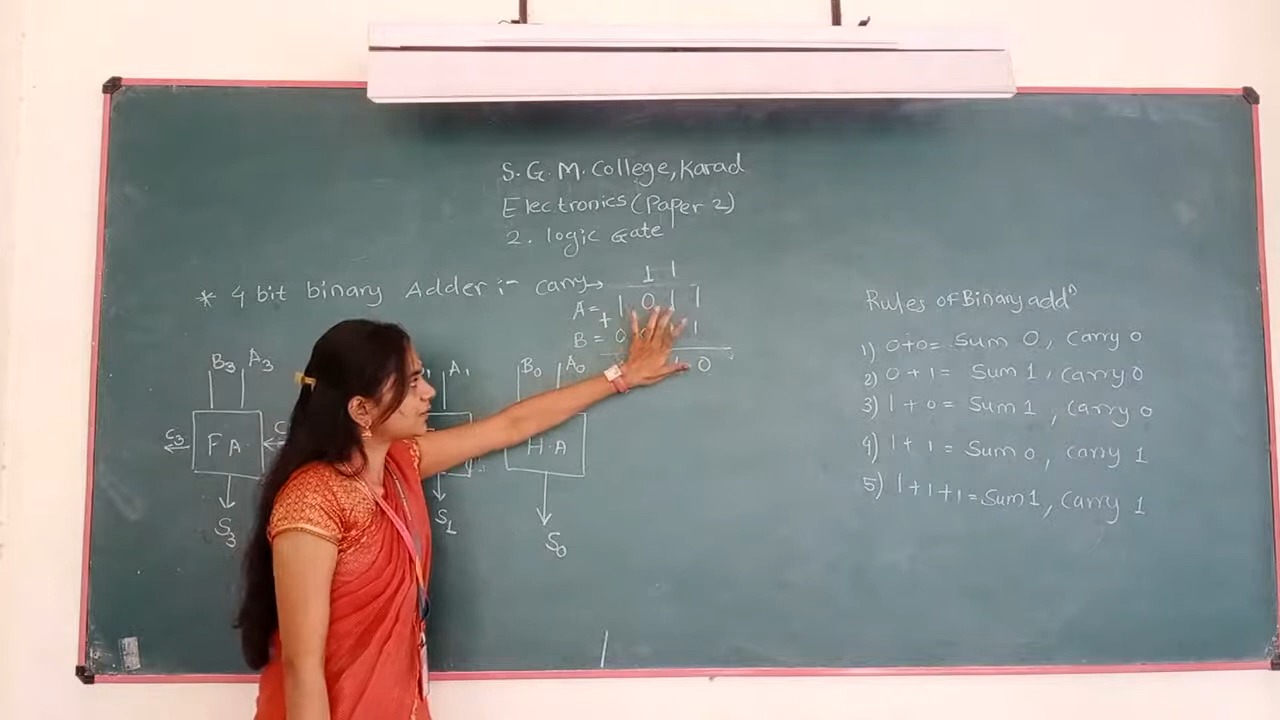 S. G. M. College, Karad
Electronics (Paper 2)
2. logic Gate
* 4 bit binary Adder :- carry→ 1 1
A = 1 0 1 1
+
B = 0 1
1 0
B3 A3 A1 B0 A0
C3 F A H.A
S3 S1 S0
Rules of Binary addn
1) 0+0= Sum 0, Carry 0
2) 0+1= Sum 1, Carry 0
3) 1+0= Sum 1, Carry 0
4) 1+1= Sum 0, Carry 1
5) 1+1+1=Sum 1, Carry 1